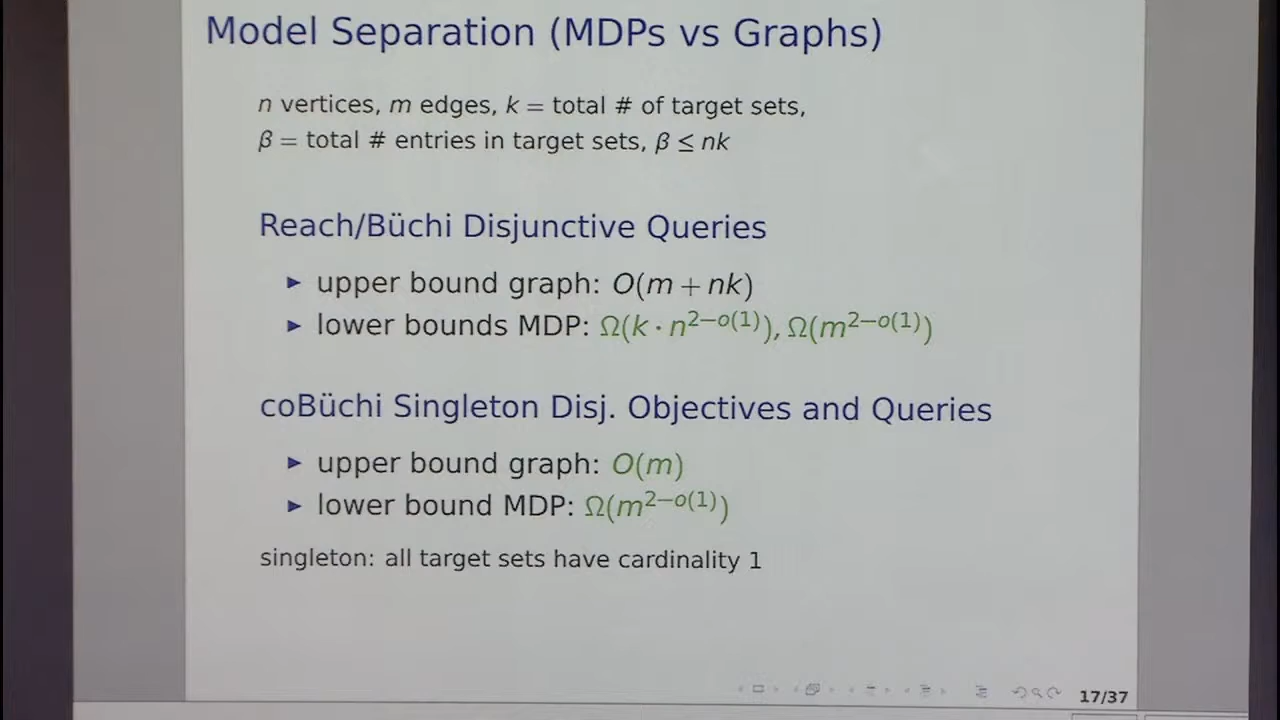 Model Separation (MDPs vs Graphs)
n vertices, m edges, k = total # of target sets,
β = total # entries in target sets, β ≤ nk
Reach/Büchi Disjunctive Queries
▶ upper bound graph: O(m + nk)
▶ lower bounds MDP: Ω(k · n^{2−o(1)}), Ω(m^{2−o(1)})
coBüchi Singleton Disj. Objectives and Queries
▶ upper bound graph: O(m)
▶ lower bound MDP: Ω(m^{2−o(1)})
singleton: all target sets have cardinality 1
17/37